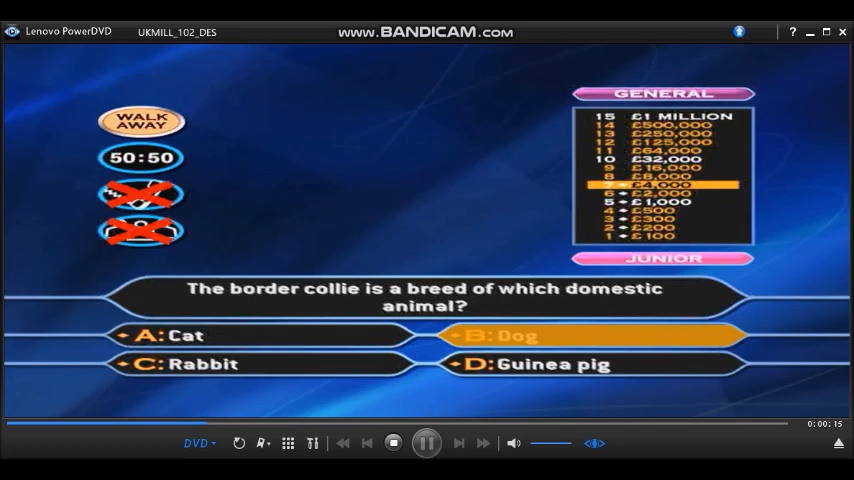 Lenovo PowerDVD
UKMILL_102_DES
www.BANDICAM.com
?
WALK
AWAY
50:50
GENERAL
15 £1 MILLION
14 £500,000
13 £250,000
12 £125,000
11 £64,000
10 £32,000
9 £16,000
8 £8,000
7 £4,000
6 £2,000
5 £1,000
4 £500
3 £300
2 £200
1 £100
JUNIOR
The border collie is a breed of which domestic
animal?
A: Cat
B: Dog
C: Rabbit
D: Guinea pig
0:00:15
DVD